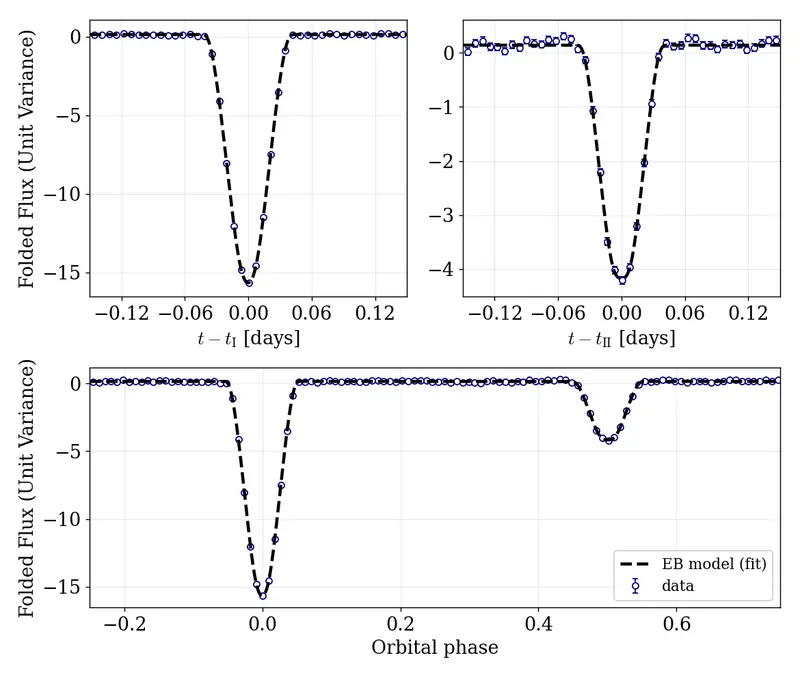 Folded Flux (Unit Variance)
0
−5
−10
−15
−0.12 −0.06 0.00 0.06 0.12
t − t_I [days]
0
−1
−2
−3
−4
−0.12 −0.06 0.00 0.06 0.12
t − t_II [days]
Folded Flux (Unit Variance)
0
−5
−10
−15
−0.2 0.0 0.2 0.4 0.6
Orbital phase
EB model (fit)
data